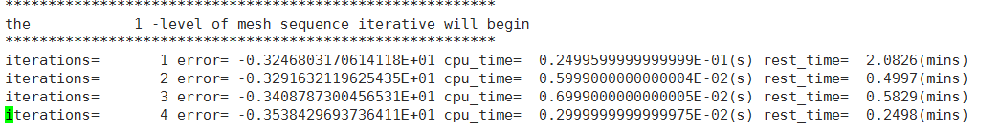 *********************************************************
the            1 -level of mesh sequence iterative will begin
*********************************************************
iterations=       1 error= -0.3246803170614118E+01 cpu_time=  0.2499599999999999E-01(s) rest_time=  2.0826(mins)
iterations=       2 error= -0.3291632119625435E+01 cpu_time=  0.5999000000000004E-02(s) rest_time=  0.4997(mins)
iterations=       3 error= -0.3408787300456531E+01 cpu_time=  0.6999000000000005E-02(s) rest_time=  0.5829(mins)
iterations=       4 error= -0.3538429693736411E+01 cpu_time=  0.2999999999999975E-02(s) rest_time=  0.2498(mins)